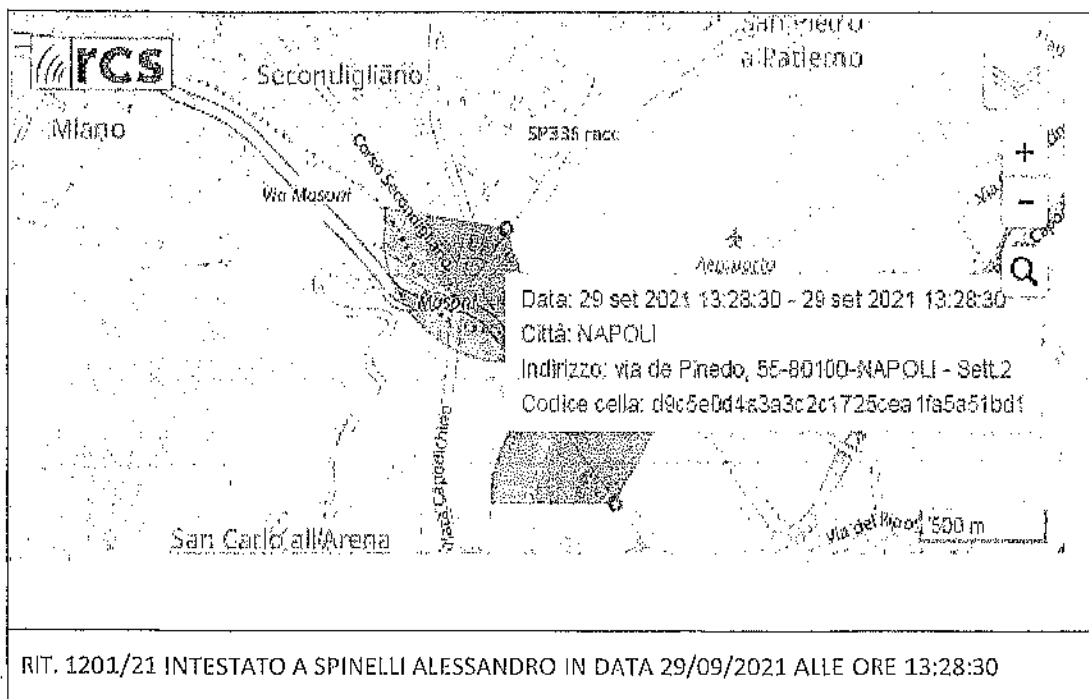 rcs
San Pietro
a Patierno
Secondigliano
Miano
SP336 racc
Corso Secondigliano
Via Masoni
Masoni
Aeroporto
+
-
Data: 29 set 2021 13:28:30 - 29 set 2021 13:28:30
Città: NAPOLI
Indirizzo: via de Pinedo, 55-80100-NAPOLI - Sett.2
Codice cella: d9c5e0d4a3a3c2c1725cea1fa5a51bd1
San Carlo all'Arena
500 m
RIT. 1201/21 INTESTATO A SPINELLI ALESSANDRO IN DATA 29/09/2021 ALLE ORE 13:28:30